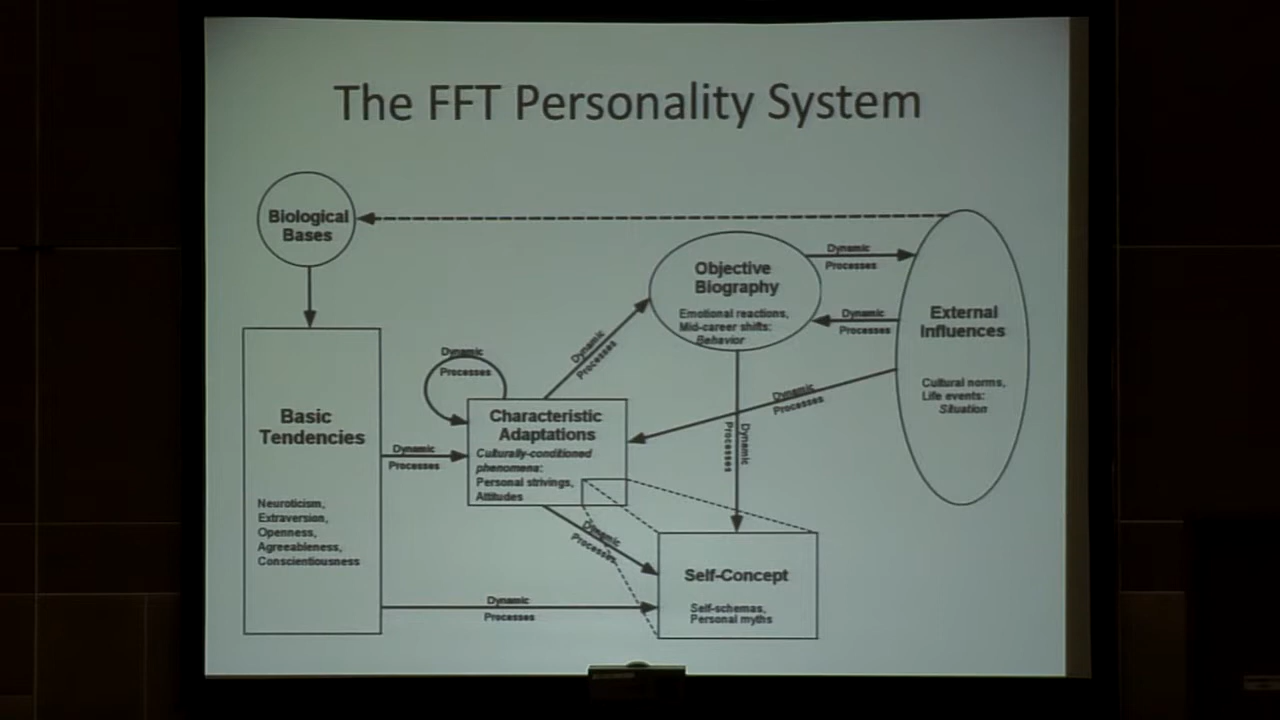 The FFT Personality System
Biological
Bases
Dynamic
Processes
Objective
Biography
Emotional reactions,
Mid-career shifts:
Behavior
Dynamic
Processes
External
Influences
Cultural norms,
Life events:
Situation
Dynamic
Processes
Dynamic
Processes
Dynamic
Processes
Basic
Tendencies
Neuroticism,
Extraversion,
Openness,
Agreeableness,
Conscientiousness
Dynamic
Processes
Characteristic
Adaptations
Culturally-conditioned
phenomena:
Personal strivings,
Attitudes
Dynamic
Processes
Dynamic
Processes
Self-Concept
Self-schemas,
Personal myths
Dynamic
Processes